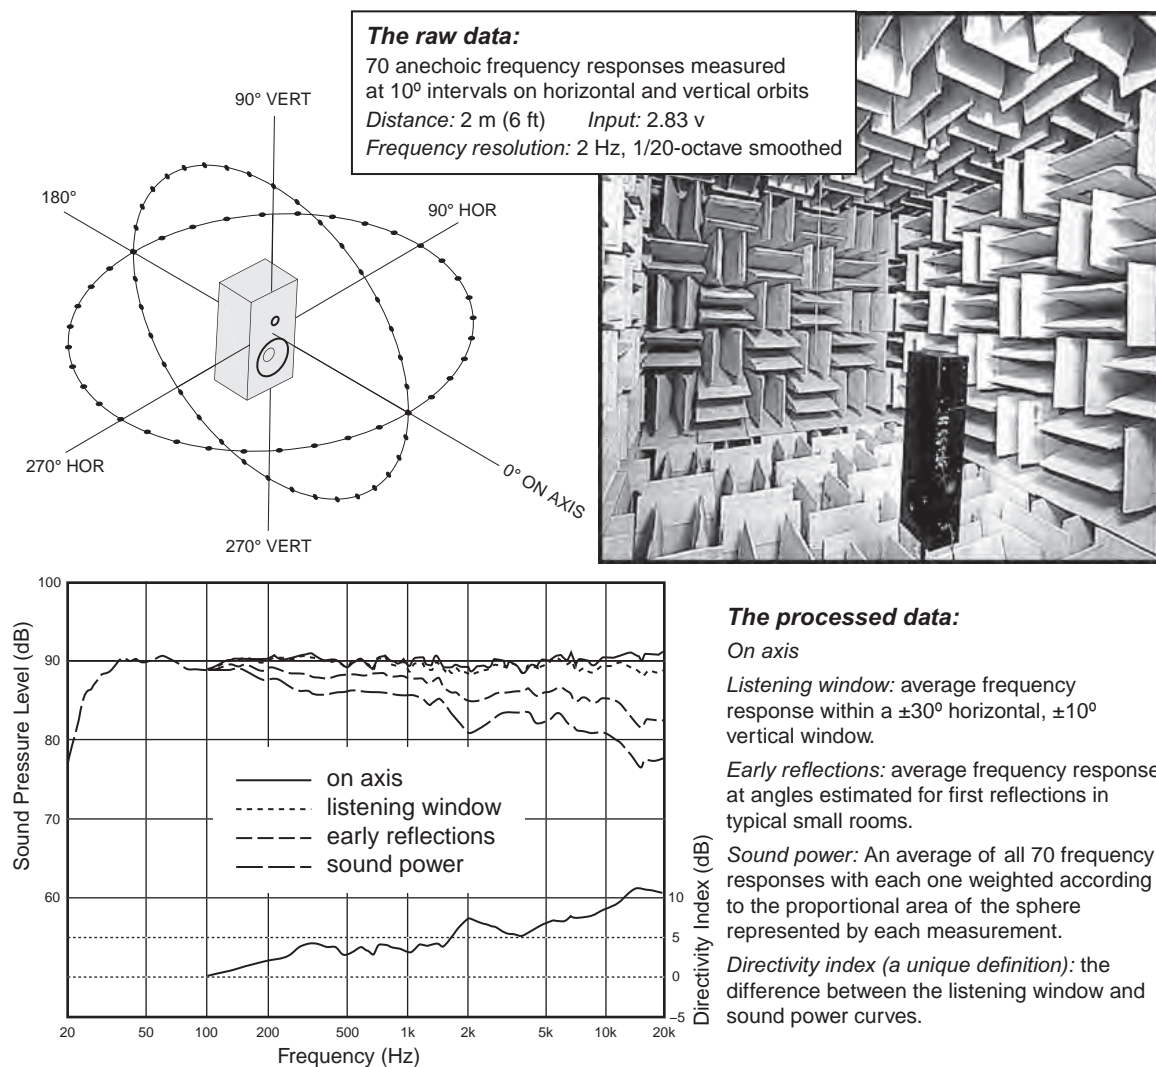 The raw data:
70 anechoic frequency responses measured
at 10º intervals on horizontal and vertical orbits
Distance: 2 m (6 ft) Input: 2.83 v
Frequency resolution: 2 Hz, 1/20-octave smoothed
90° VERT
180°
90° HOR
270° HOR
0° ON AXIS
270° VERT
100
90
80
70
60
Sound Pressure Level (dB)
on axis
listening window
early reflections
sound power
10
5
0
–5
Directivity Index (dB)
20 50 100 200 500 1k 2k 5k 10k 20k
Frequency (Hz)
The processed data:
On axis
Listening window: average frequency
response within a ±30º horizontal, ±10º
vertical window.
Early reflections: average frequency response
at angles estimated for first reflections in
typical small rooms.
Sound power: An average of all 70 frequency
responses with each one weighted according
to the proportional area of the sphere
represented by each measurement.
Directivity index (a unique definition): the
difference between the listening window and
sound power curves.